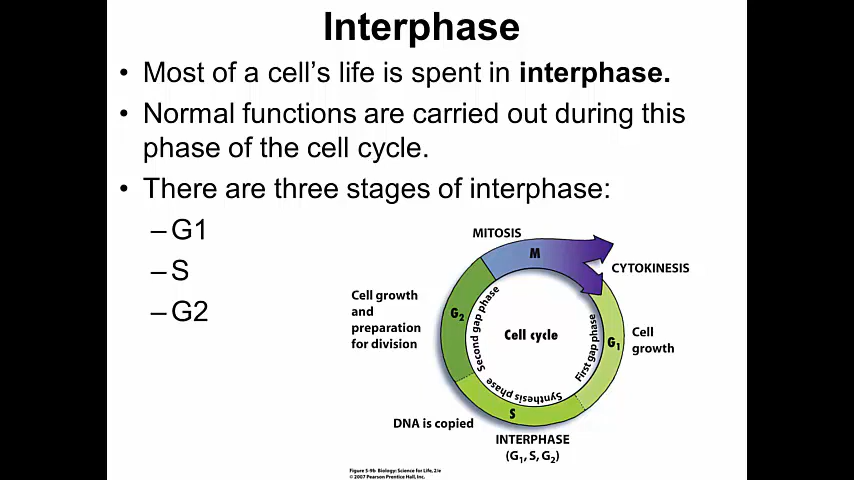 Interphase
• Most of a cell's life is spent in interphase.
• Normal functions are carried out during this
phase of the cell cycle.
• There are three stages of interphase:
–G1
–S
–G2
MITOSIS
M
CYTOKINESIS
Cell growth
and
preparation
for division
G₂
Second gap phase
Cell cycle
First gap phase
G₁
Cell
growth
Synthesis phase
S
DNA is copied
INTERPHASE
(G₁, S, G₂)
Figure 5-9b Biology: Science for Life, 2/e
© 2007 Pearson Prentice Hall, Inc.